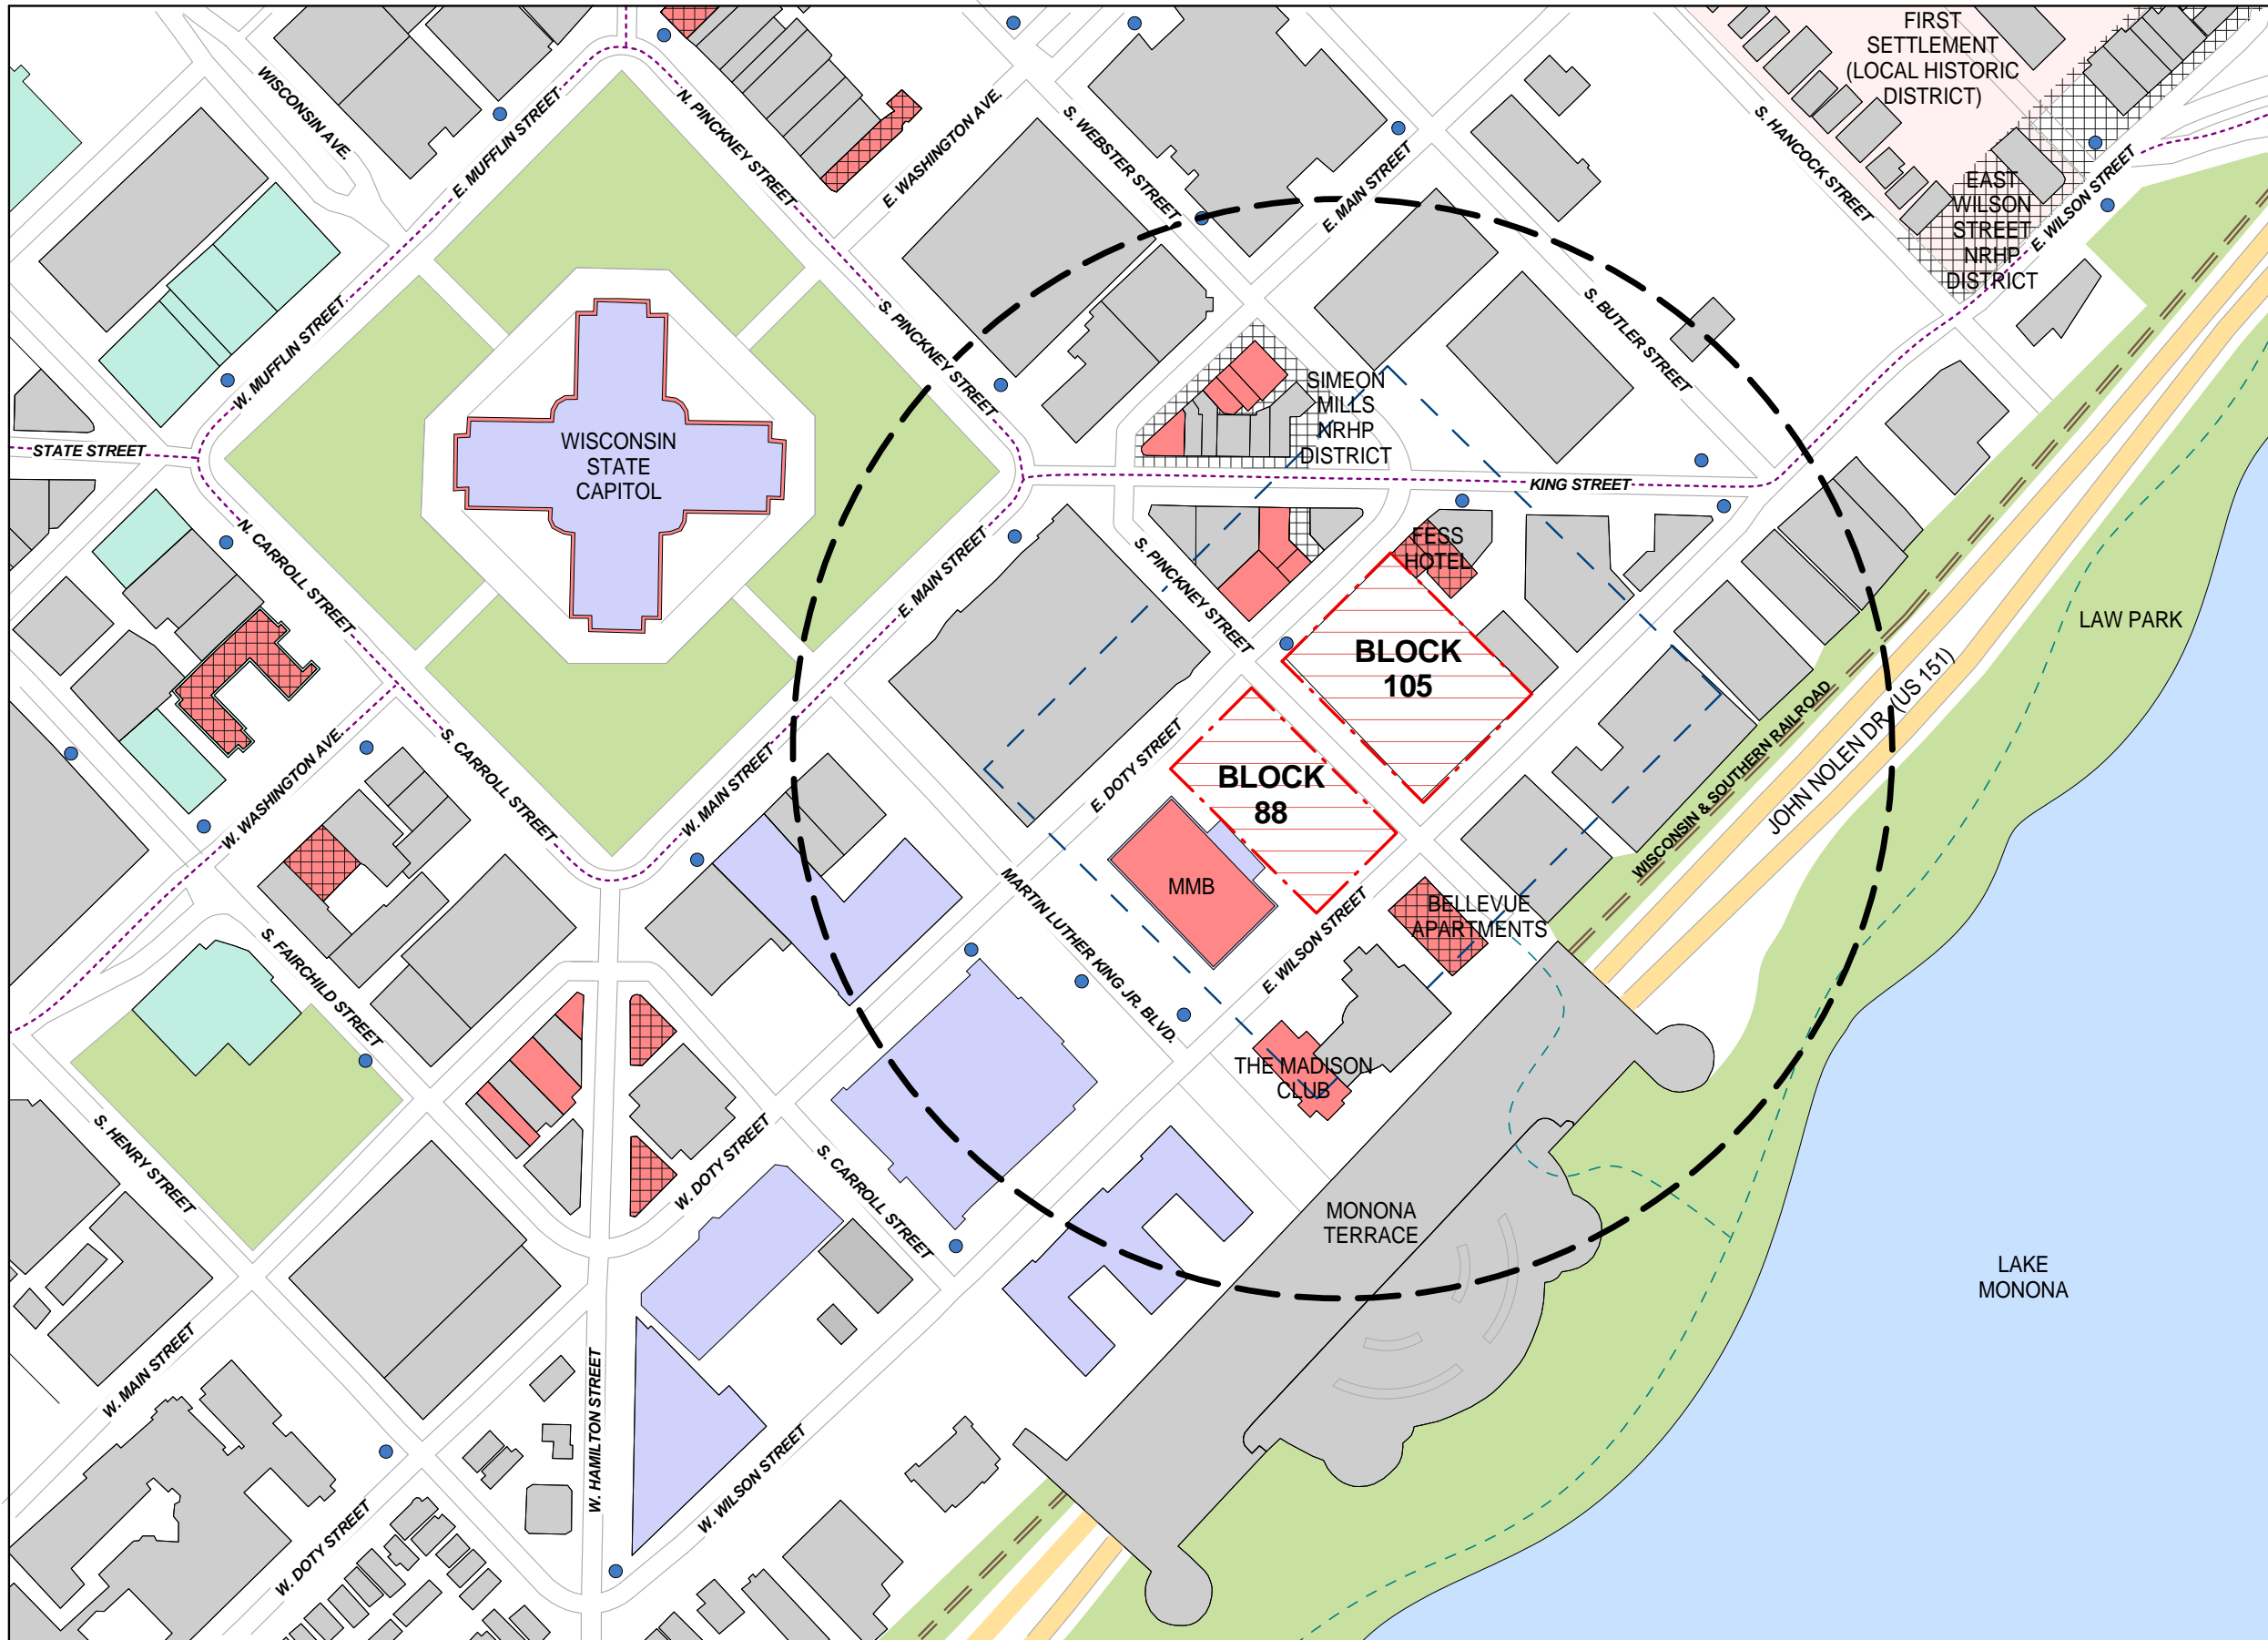 FIRST
SETTLEMENT
(LOCAL HISTORIC
DISTRICT)
WISCONSIN AVE.
E. MUFFLIN STREET
N. PINCKNEY STREET
E. WASHINGTON AVE.
S. WEBSTER STREET
E. MAIN STREET
S. HANCOCK STREET
EAST
WILSON
STREET
NRHP
DISTRICT
E. WILSON STREET
W. MUFFLIN STREET
S. PINCKNEY STREET
S. BUTLER STREET
SIMEON
MILLS
NRHP
DISTRICT
STATE STREET
WISCONSIN
STATE
CAPITOL
KING STREET
N. CARROLL STREET
E. MAIN STREET
S. PINCKNEY STREET
FESS
HOTEL
LAW PARK
BLOCK
105
W. WASHINGTON AVE.
S. CARROLL STREET
W. MAIN STREET
E. DOTY STREET
BLOCK
88
WISCONSIN & SOUTHERN RAILROAD
JOHN NOLEN DR. (US 151)
MMB
MARTIN LUTHER KING JR. BLVD.
E. WILSON STREET
BELLEVUE
APARTMENTS
S. FAIRCHILD STREET
THE MADISON
CLUB
S. HENRY STREET
W. DOTY STREET
S. CARROLL STREET
MONONA
TERRACE
LAKE
MONONA
W. MAIN STREET
W. HAMILTON STREET
W. WILSON STREET
W. DOTY STREET